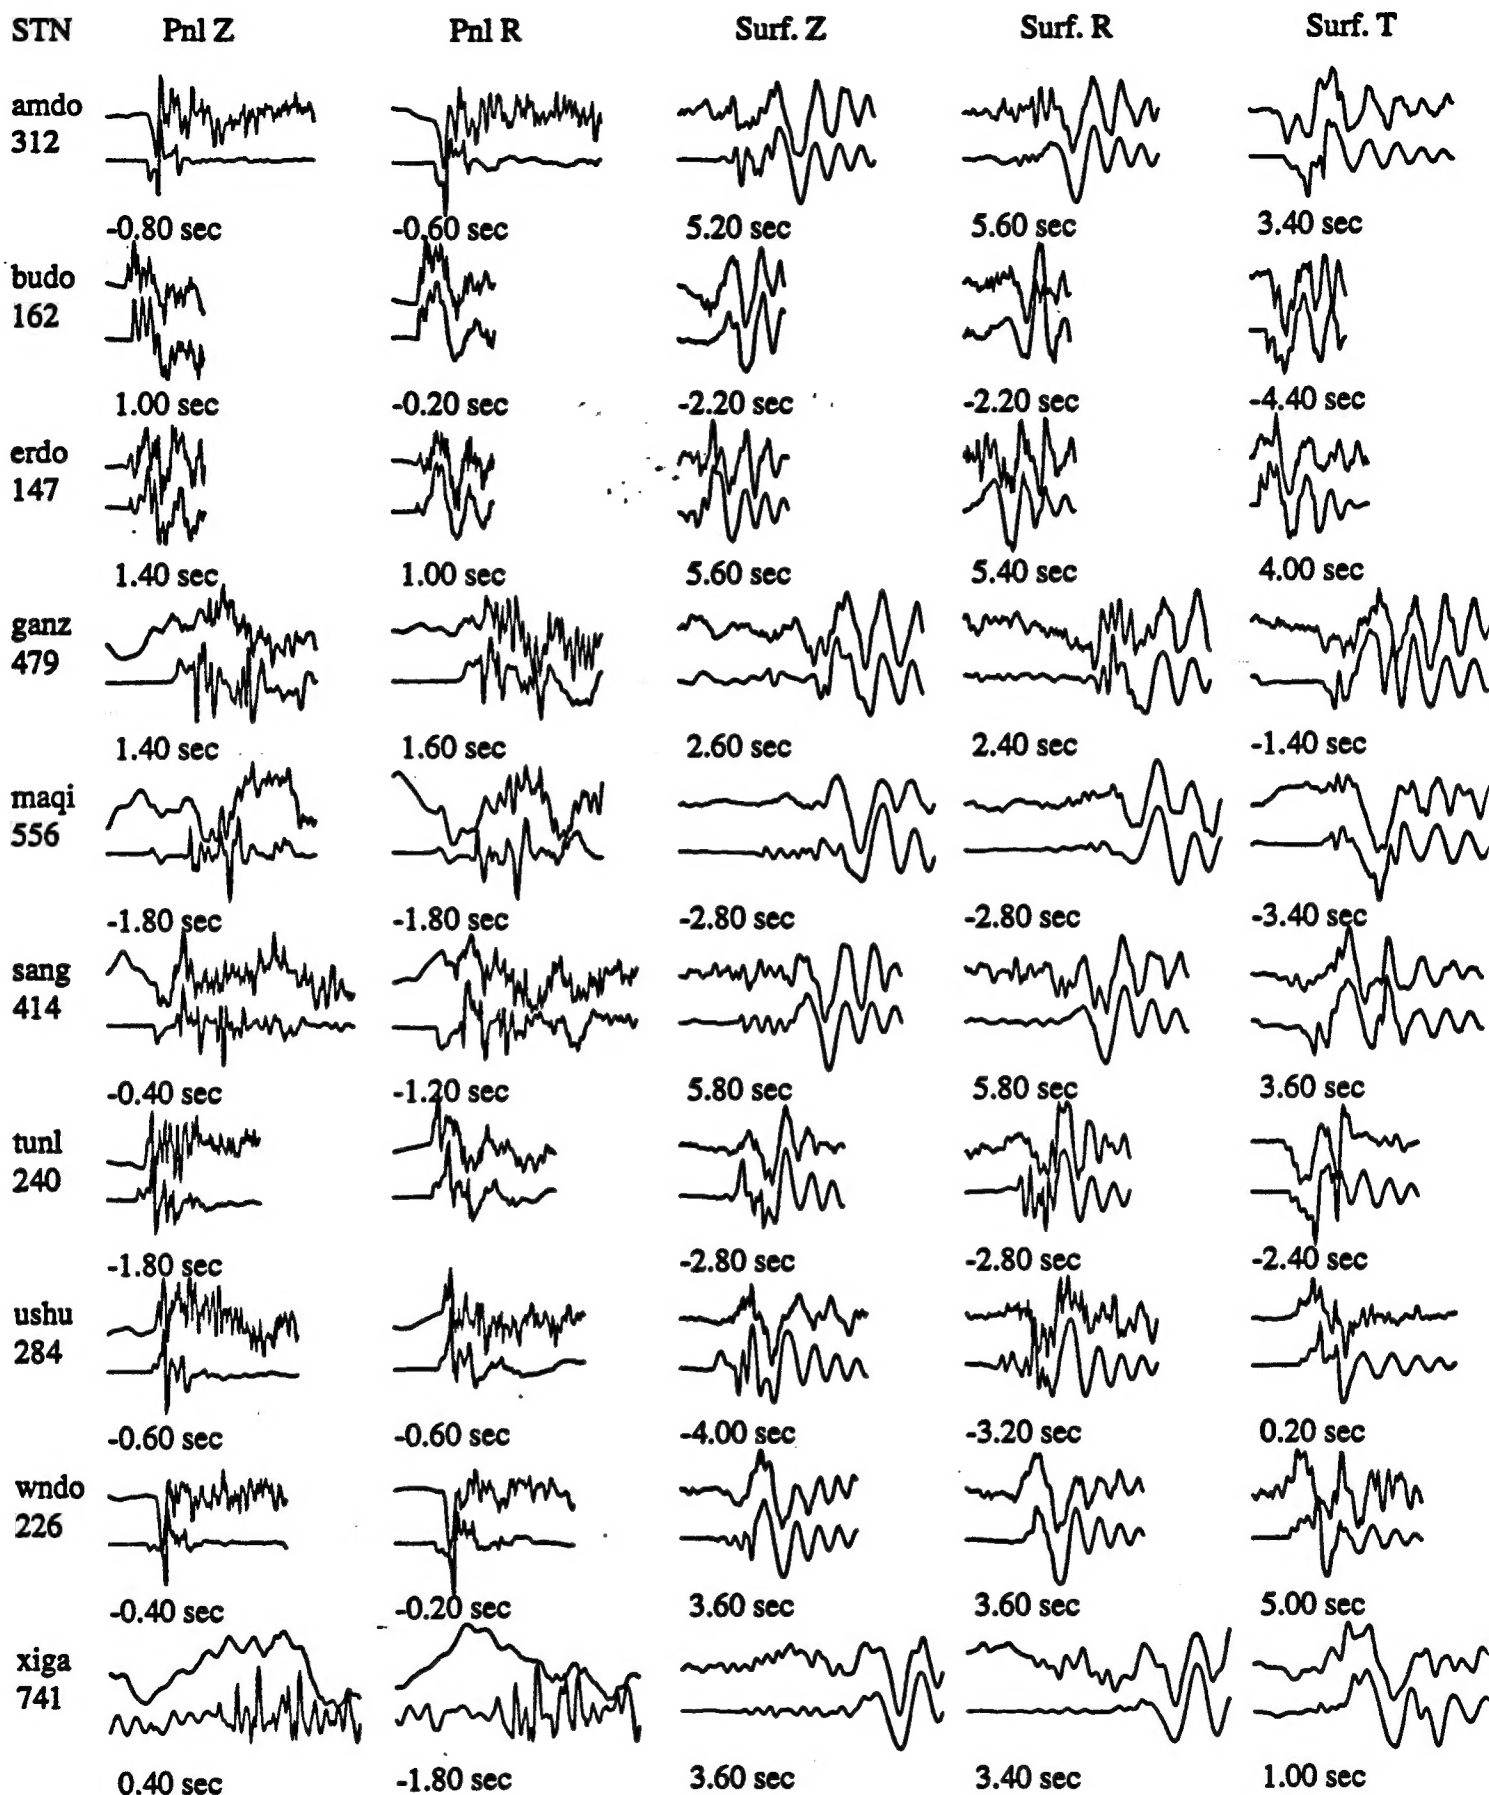 STN Pnl Z Pnl R Surf. Z Surf. R Surf. T
amdo
312
-0.80 sec -0.60 sec 5.20 sec 5.60 sec 3.40 sec
budo
162
1.00 sec -0.20 sec -2.20 sec -2.20 sec -4.40 sec
erdo
147
1.40 sec 1.00 sec 5.60 sec 5.40 sec 4.00 sec
ganz
479
1.40 sec 1.60 sec 2.60 sec 2.40 sec -1.40 sec
maqi
556
-1.80 sec -1.80 sec -2.80 sec -2.80 sec -3.40 sec
sang
414
-0.40 sec -1.20 sec 5.80 sec 5.80 sec 3.60 sec
tunl
240
-1.80 sec -2.80 sec -2.80 sec -2.40 sec
ushu
284
-0.60 sec -0.60 sec -4.00 sec -3.20 sec 0.20 sec
wndo
226
-0.40 sec -0.20 sec 3.60 sec 3.60 sec 5.00 sec
xiga
741
0.40 sec -1.80 sec 3.60 sec 3.40 sec 1.00 sec